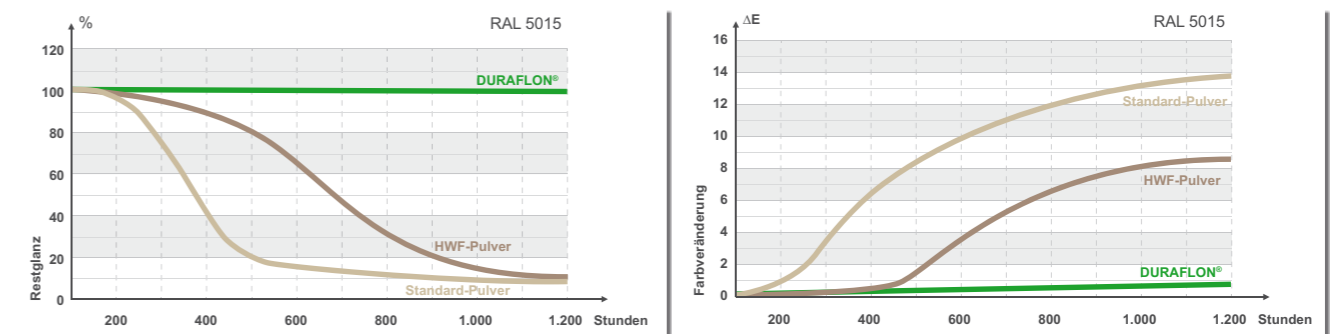 %
RAL 5015
120
100
80
60
40
20
0
Restglanz
DURAFLON®
HWF-Pulver
Standard-Pulver
200 400 600 800 1.000 1.200 Stunden
ΔE
RAL 5015
16
14
12
10
8
6
4
2
0
Farbveränderung
Standard-Pulver
HWF-Pulver
DURAFLON®
200 400 600 800 1.000 1.200 Stunden